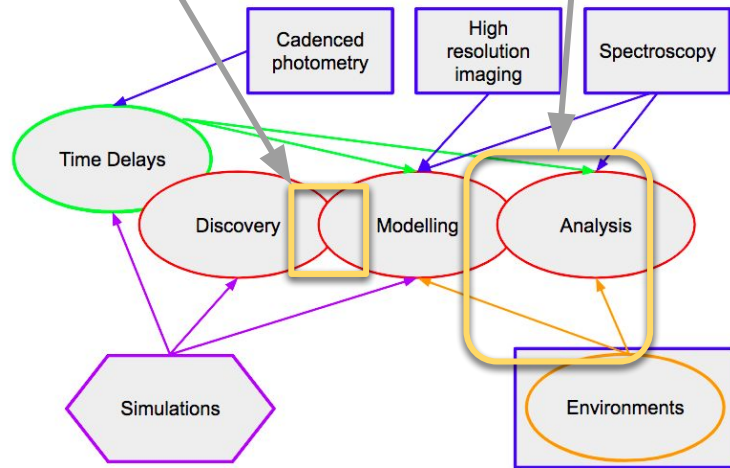 Cadenced
photometry
High
resolution
imaging
Spectroscopy
Time Delays
Discovery
Modelling
Analysis
Simulations
Environments